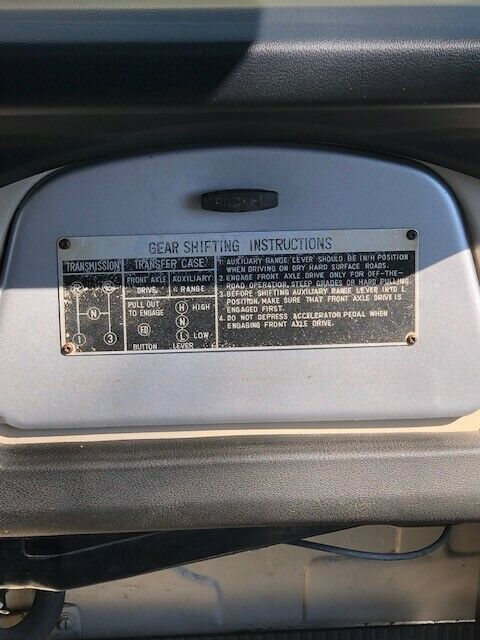 POCKET
GEAR SHIFTING INSTRUCTIONS
TRANSMISSION
TRANSFER CASE
FRONT AXLE
DRIVE
AUXILIARY
RANGE
PULL OUT
TO ENGAGE
BUTTON
H HIGH
N
L LOW
LEVER
N
1 3
1. AUXILIARY RANGE LEVER SHOULD BE IN H POSITION
WHEN DRIVING ON DRY HARD SURFACE ROADS.
2. ENGAGE FRONT AXLE, DRIVE ONLY FOR OFF-THE-
ROAD OPERATION, STEEP GRADES OR HARD PULLING.
3. BEFORE SHIFTING AUXILIARY RANGE LEVER INTO L
POSITION, MAKE SURE THAT FRONT AXLE DRIVE IS
ENGAGED FIRST.
4. DO NOT DEPRESS ACCELERATOR PEDAL WHEN
ENGAGING FRONT AXLE DRIVE.